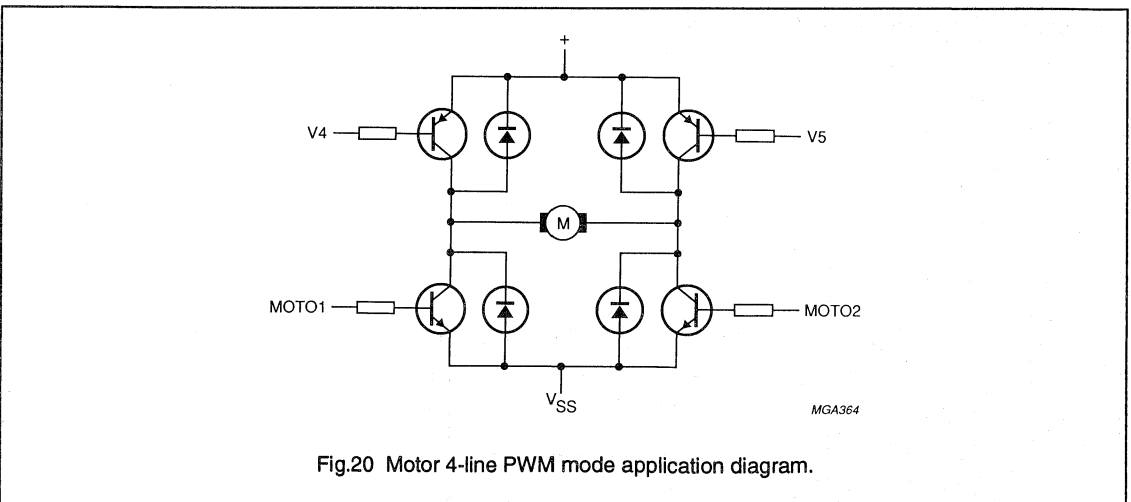 +
V4
V5
M
MOTO1
MOTO2
VSS
MGA364
Fig.20 Motor 4-line PWM mode application diagram.